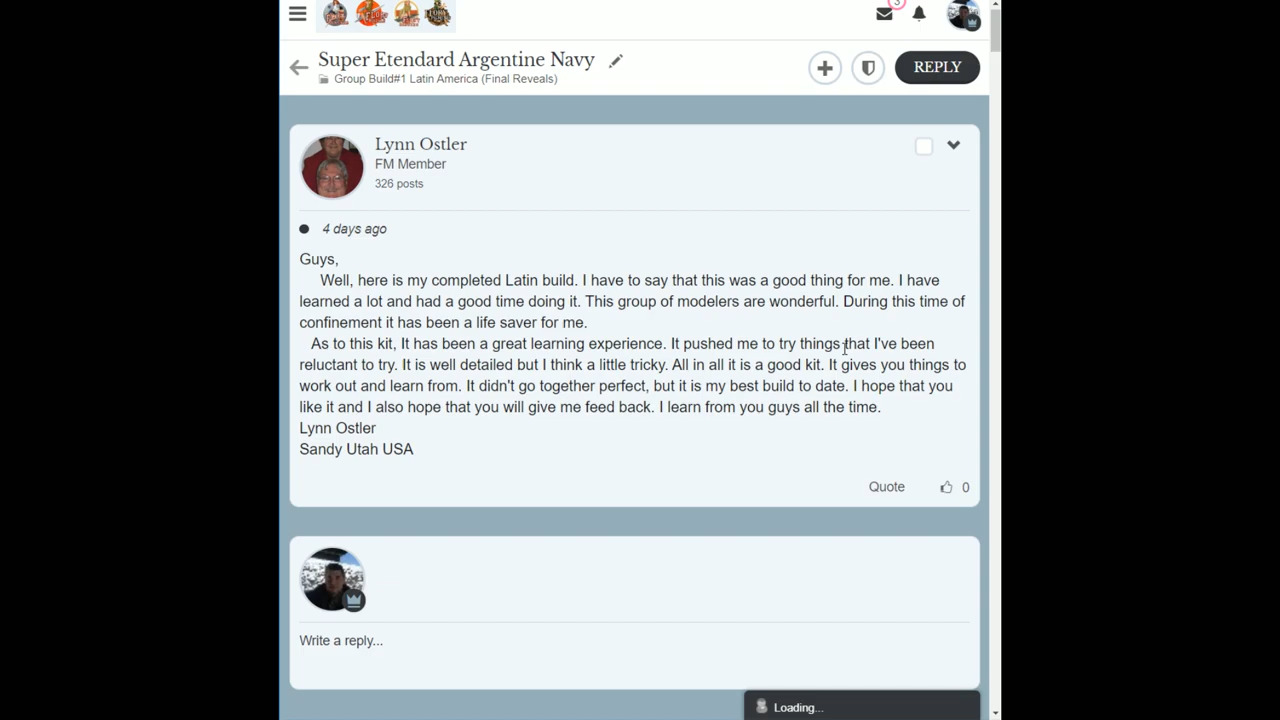 3
Super Etendard Argentine Navy
Group Build#1 Latin America (Final Reveals)
REPLY
Lynn Ostler
FM Member
326 posts
4 days ago
Guys,
Well, here is my completed Latin build. I have to say that this was a good thing for me. I have
learned a lot and had a good time doing it. This group of modelers are wonderful. During this time of
confinement it has been a life saver for me.
As to this kit, It has been a great learning experience. It pushed me to try things that I've been
reluctant to try. It is well detailed but I think a little tricky. All in all it is a good kit. It gives you things to
work out and learn from. It didn't go together perfect, but it is my best build to date. I hope that you
like it and I also hope that you will give me feed back. I learn from you guys all the time.
Lynn Ostler
Sandy Utah USA
Quote
0
Write a reply...
Loading...